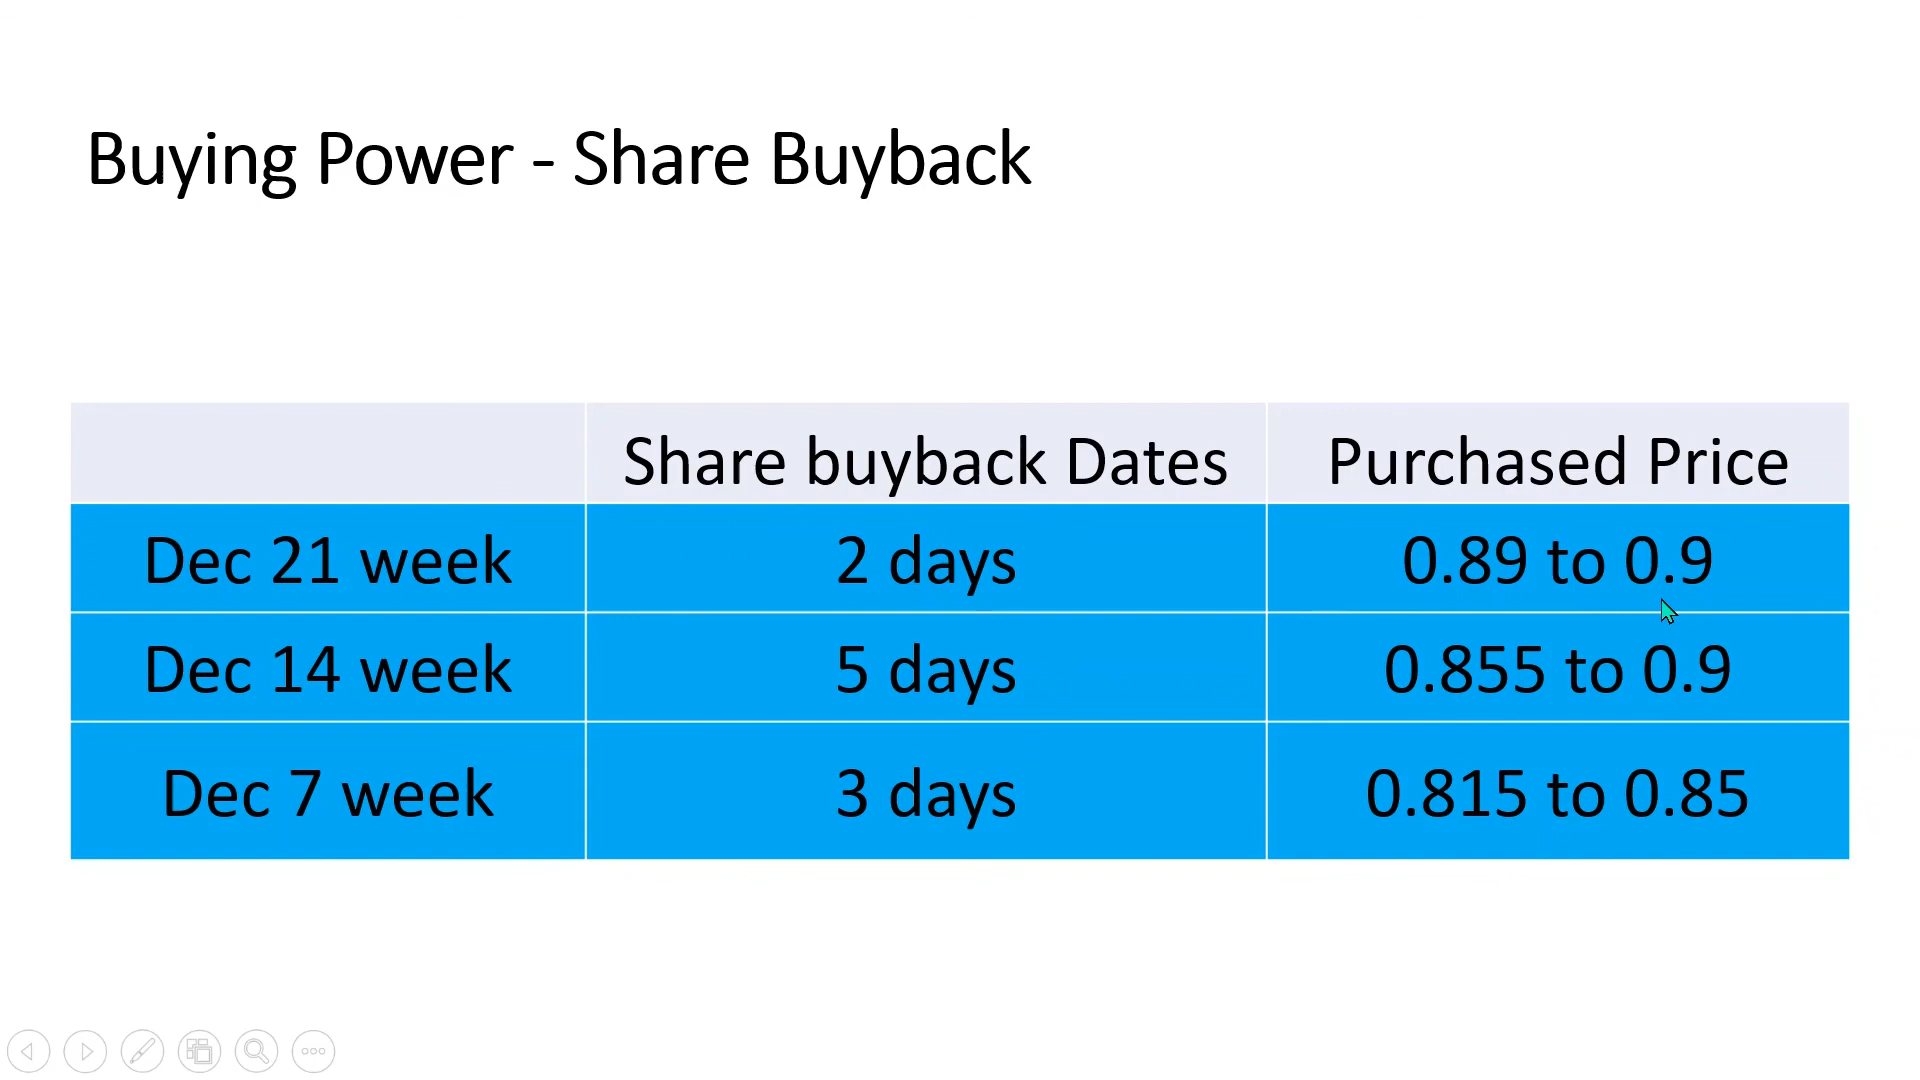 Buying Power - Share Buyback
Share buyback Dates Purchased Price
Dec 21 week 2 days 0.89 to 0.9
Dec 14 week 5 days 0.855 to 0.9
Dec 7 week 3 days 0.815 to 0.85